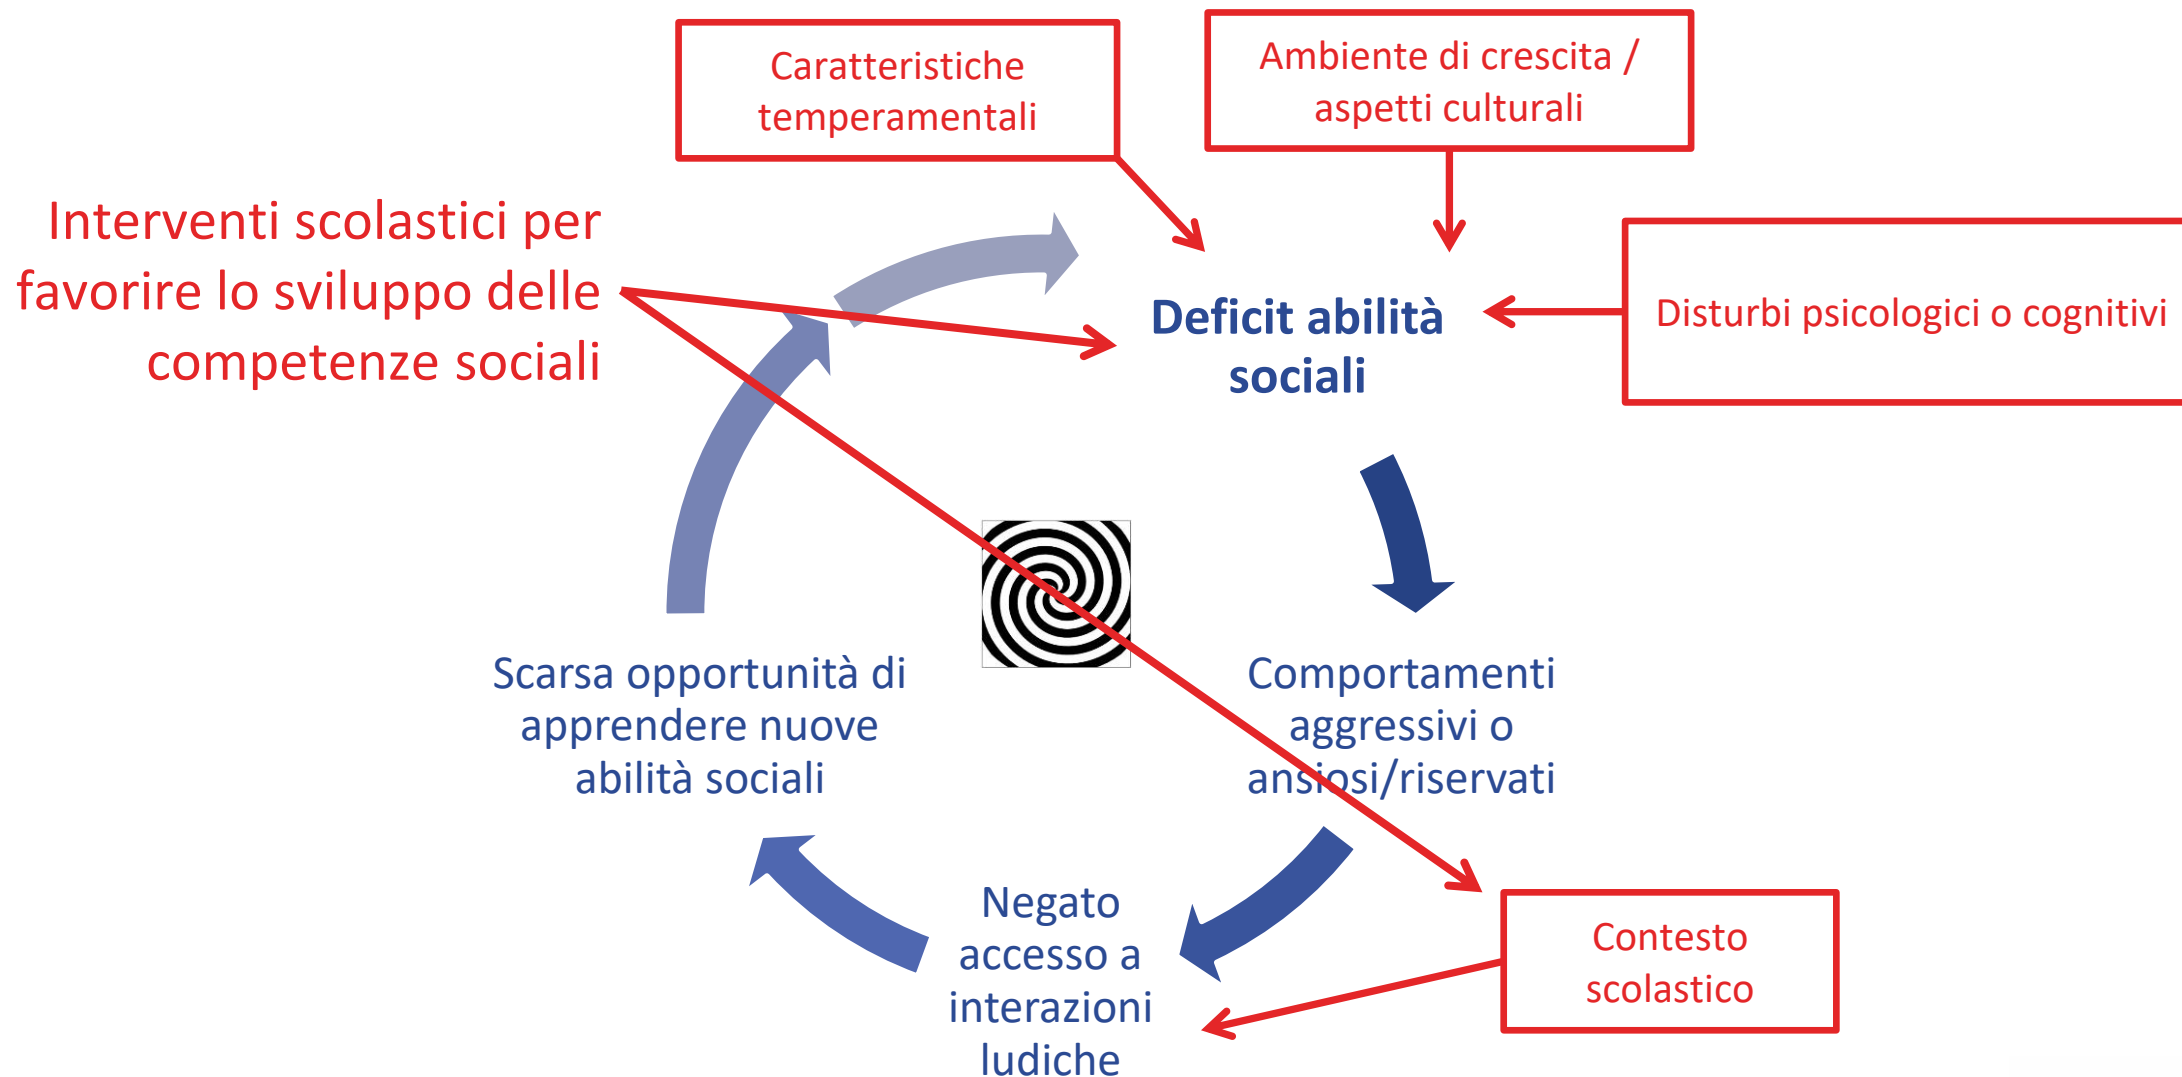 Caratteristiche
temperamentali
Ambiente di crescita /
aspetti culturali
Interventi scolastici per
favorire lo sviluppo delle
competenze sociali
Deficit abilità
sociali
Disturbi psicologici o cognitivi
Scarsa opportunità di
apprendere nuove
abilità sociali
Comportamenti
aggressivi o
ansiosi/riservati
Negato
accesso a
interazioni
ludiche
Contesto
scolastico